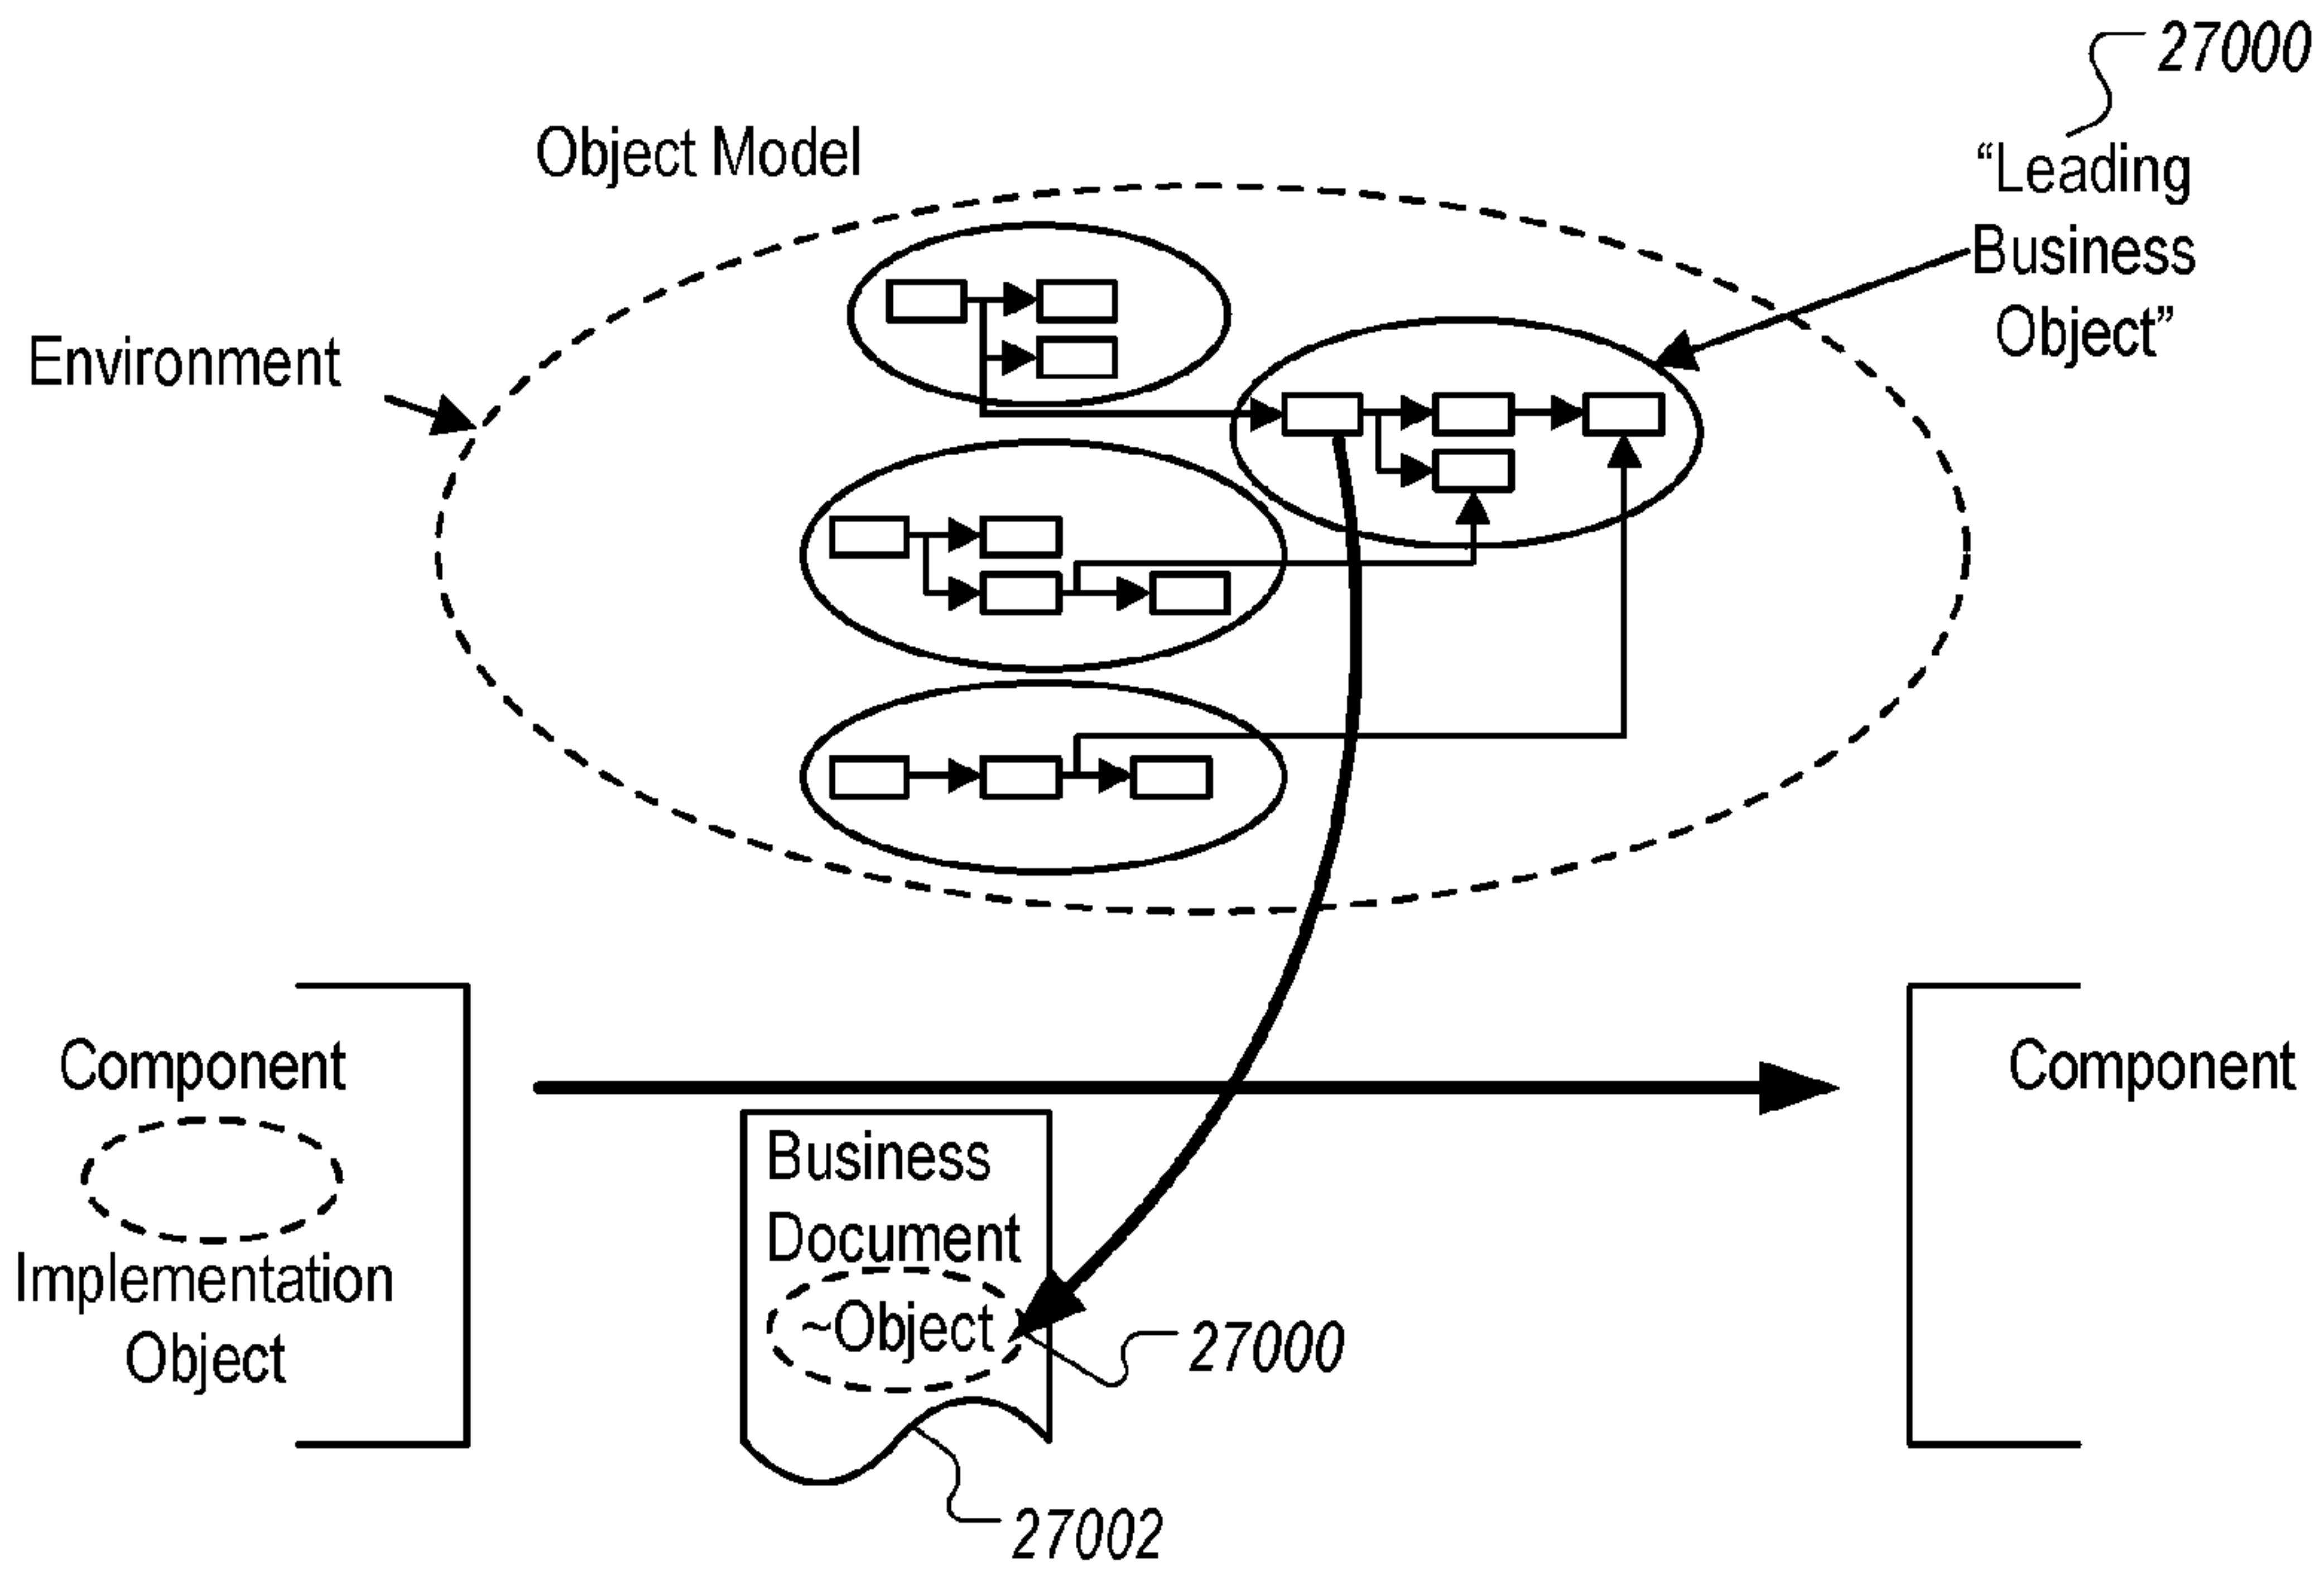 27000
Object Model
“Leading
Business
Object”
Environment
Component
Implementation
Object
Component
Business
Document
~Object
27000
27002